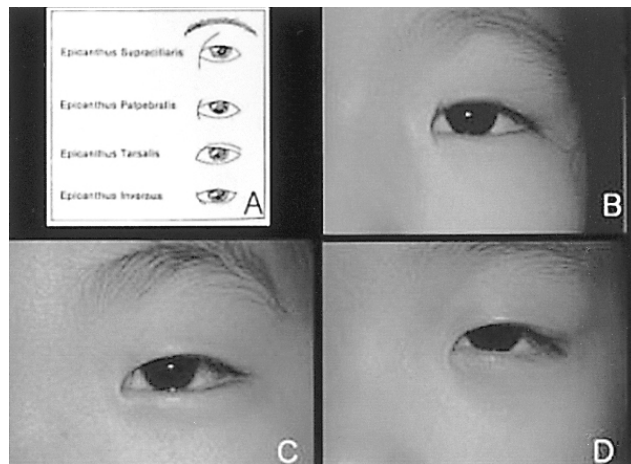 Epicanthus Supraciliaris
Epicanthus Palpebralis
Epicanthus Tarsalis
Epicanthus Inversus
A
B
C
D